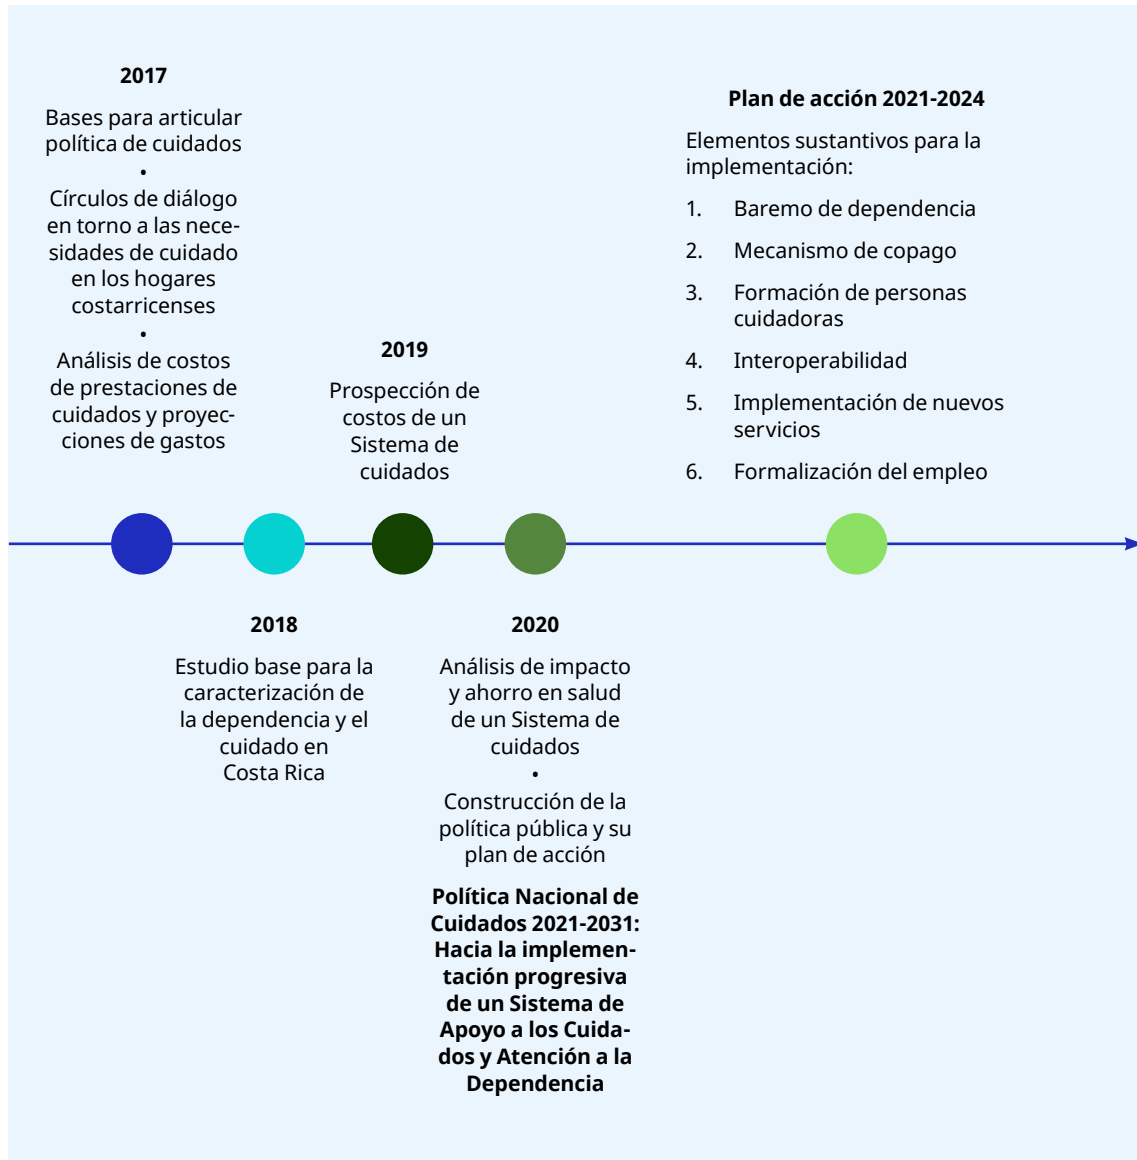 2017
Bases para articular
política de cuidados
•
Círculos de diálogo
en torno a las nece-
sidades de cuidado
en los hogares
costarricenses
•
Análisis de costos
de prestaciones de
cuidados y proyec-
ciones de gastos
2018
Estudio base para la
caracterización de
la dependencia y el
cuidado en
Costa Rica
2019
Prospección de
costos de un
Sistema de
cuidados
2020
Análisis de impacto
y ahorro en salud
de un Sistema de
cuidados
•
Construcción de la
política pública y su
plan de acción
Política Nacional de
Cuidados 2021-2031:
Hacia la implemen-
tación progresiva
de un Sistema de
Apoyo a los Cuida-
dos y Atención a la
Dependencia
Plan de acción 2021-2024
Elementos sustantivos para la
implementación:
1. Baremo de dependencia
2. Mecanismo de copago
3. Formación de personas
cuidadoras
4. Interoperabilidad
5. Implementación de nuevos
servicios
6. Formalización del empleo